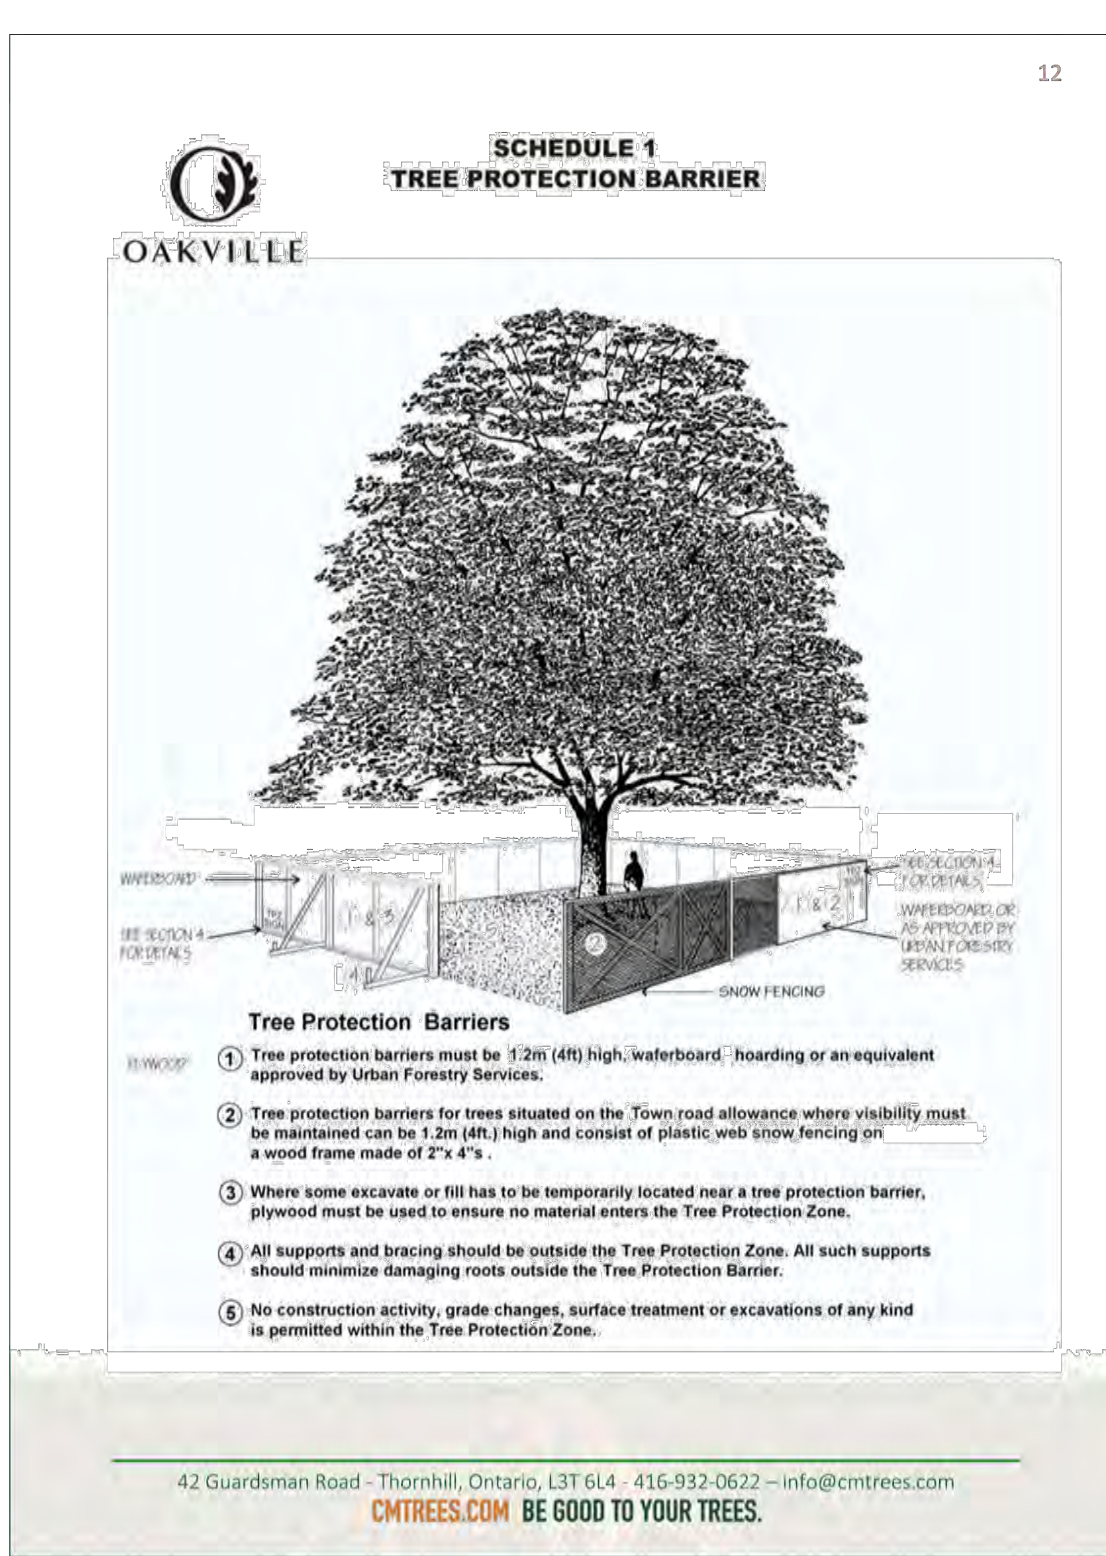 12
SCHEDULE 1
TREE PROTECTION BARRIER
OAKVILLE
WAFERBOARD
SEE SECTION 4
FOR DETAILS
1 & 3
4
5
2
1 & 2
SEE SECTION 4
FOR DETAILS
WAFERBOARD, OR
AS APPROVED BY
URBAN FORESTRY
SERVICES
SNOW FENCING
Tree Protection Barriers
PLYWOOD
1 Tree protection barriers must be 1.2m (4ft) high, waferboard hoarding or an equivalent
approved by Urban Forestry Services.
2 Tree protection barriers for trees situated on the Town road allowance where visibility must
be maintained can be 1.2m (4ft.) high and consist of plastic web snow fencing on
a wood frame made of 2"x 4"s .
3 Where some excavate or fill has to be temporarily located near a tree protection barrier,
plywood must be used to ensure no material enters the Tree Protection Zone.
4 All supports and bracing should be outside the Tree Protection Zone. All such supports
should minimize damaging roots outside the Tree Protection Barrier.
5 No construction activity, grade changes, surface treatment or excavations of any kind
is permitted within the Tree Protection Zone.
42 Guardsman Road - Thornhill, Ontario, L3T 6L4 - 416-932-0622 – info@cmtrees.com
CMTREES.COM BE GOOD TO YOUR TREES.